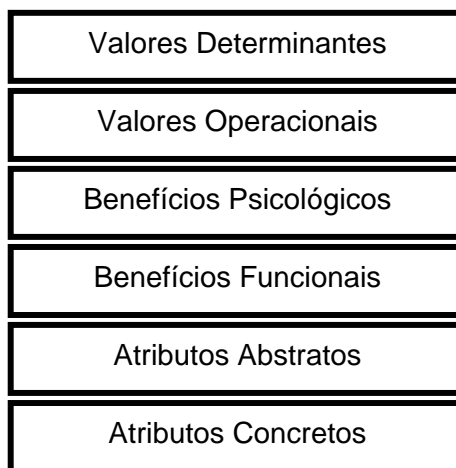 Valores Determinantes
Valores Operacionais
Benefícios Psicológicos
Benefícios Funcionais
Atributos Abstratos
Atributos Concretos